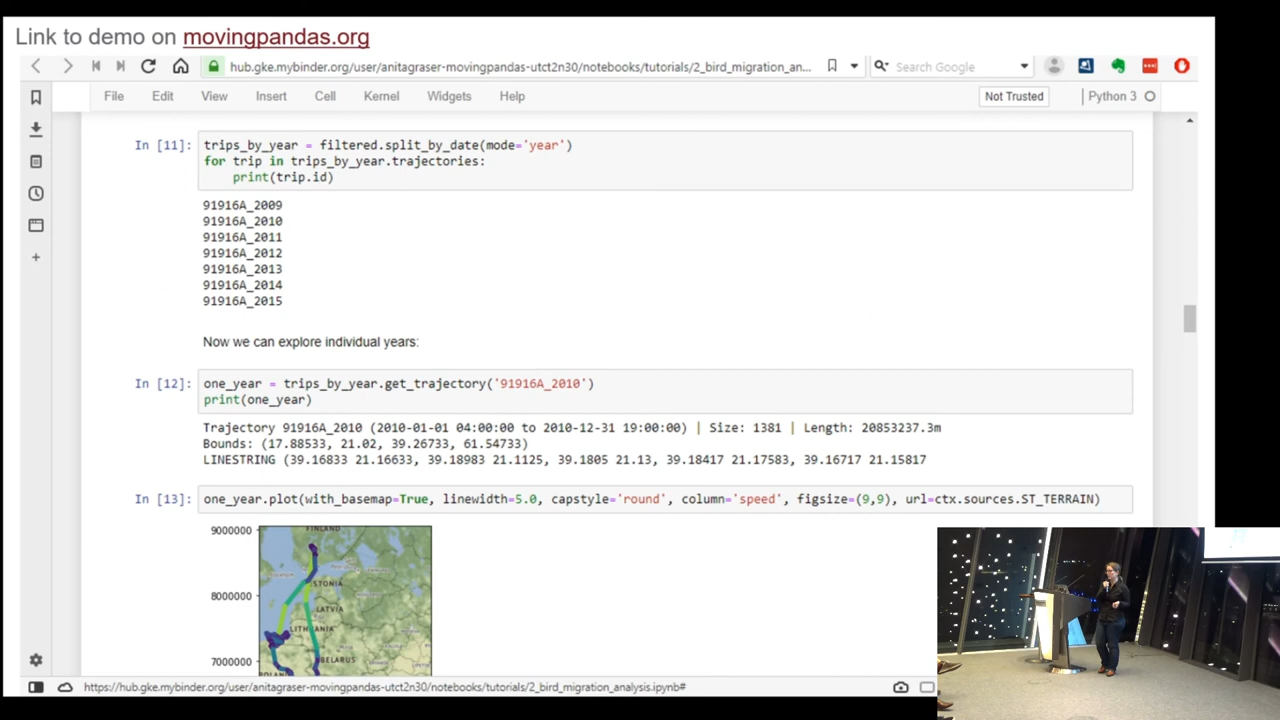 Link to demo on movingpandas.org
hub.gke.mybinder.org/user/anitagraser-movingpandas-utct2n30/notebooks/tutorials/2_bird_migration_an...
Search Google
File Edit View Insert Cell Kernel Widgets Help
Not Trusted
Python 3
In [11]:
trips_by_year = filtered.split_by_date(mode='year')
for trip in trips_by_year.trajectories:
print(trip.id)
91916A_2009
91916A_2010
91916A_2011
91916A_2012
91916A_2013
91916A_2014
91916A_2015
Now we can explore individual years:
In [12]:
one_year = trips_by_year.get_trajectory('91916A_2010')
print(one_year)
Trajectory 91916A_2010 (2010-01-01 04:00:00 to 2010-12-31 19:00:00) | Size: 1381 | Length: 20853237.3m
Bounds: (17.88533, 21.02, 39.26733, 61.54733)
LINESTRING (39.16833 21.16633, 39.18983 21.1125, 39.1805 21.13, 39.18417 21.17583, 39.16717 21.15817
In [13]:
one_year.plot(with_basemap=True, linewidth=5.0, capstyle='round', column='speed', figsize=(9,9), url=ctx.sources.ST_TERRAIN)
9000000
FINLAND
STONIA
8000000
LATVIA
LITHUANIA
7000000
BELARUS
https://hub.gke.mybinder.org/user/anitagraser-movingpandas-utct2n30/notebooks/tutorials/2_bird_migration_analysis.ipynb#